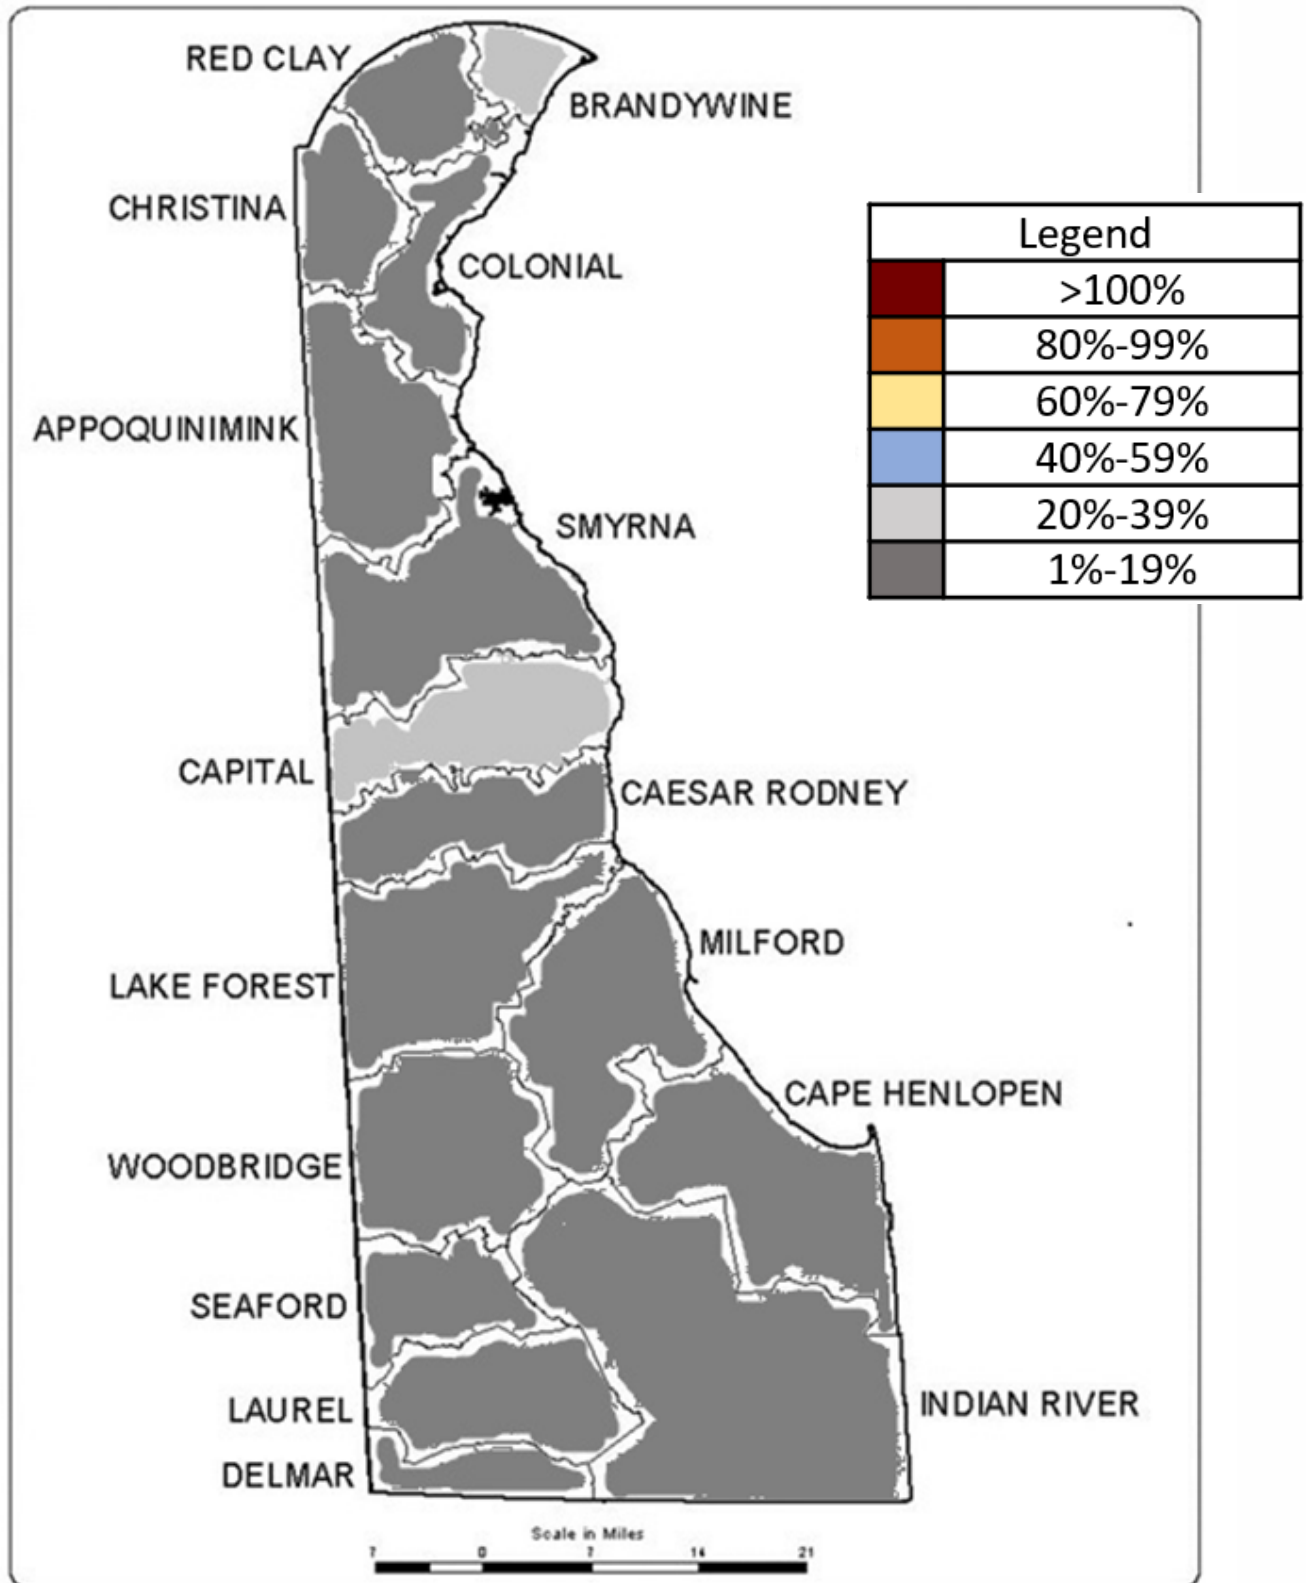 RED CLAY
BRANDYWINE
CHRISTINA
COLONIAL
APPOQUINIMINK
SMYRNA
CAPITAL
CAESAR RODNEY
MILFORD
LAKE FOREST
CAPE HENLOPEN
WOODBRIDGE
SEAFORD
LAUREL
INDIAN RIVER
DELMAR
Legend
>100%
80%-99%
60%-79%
40%-59%
20%-39%
1%-19%
Scale in Miles
7 0 7 14 21